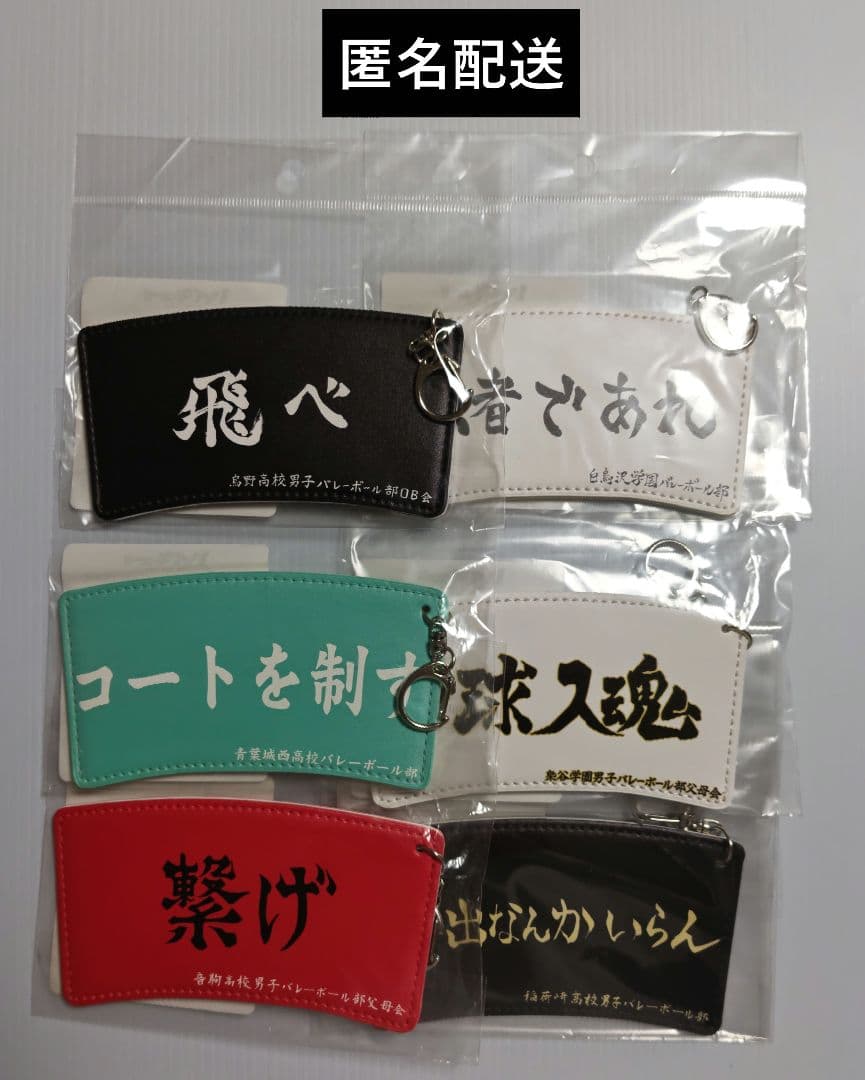 匿名配送
飛べ
烏野高校男子バレーボール部OB会
者であれ
白鳥沢学園バレーボール部
コートを制す
青葉城西高校バレーボール部
球入魂
梟谷学園男子バレーボール部父母会
繋げ
音駒高校男子バレーボール部父母会
出なんかいらん
稲荷崎高校男子バレーボール部